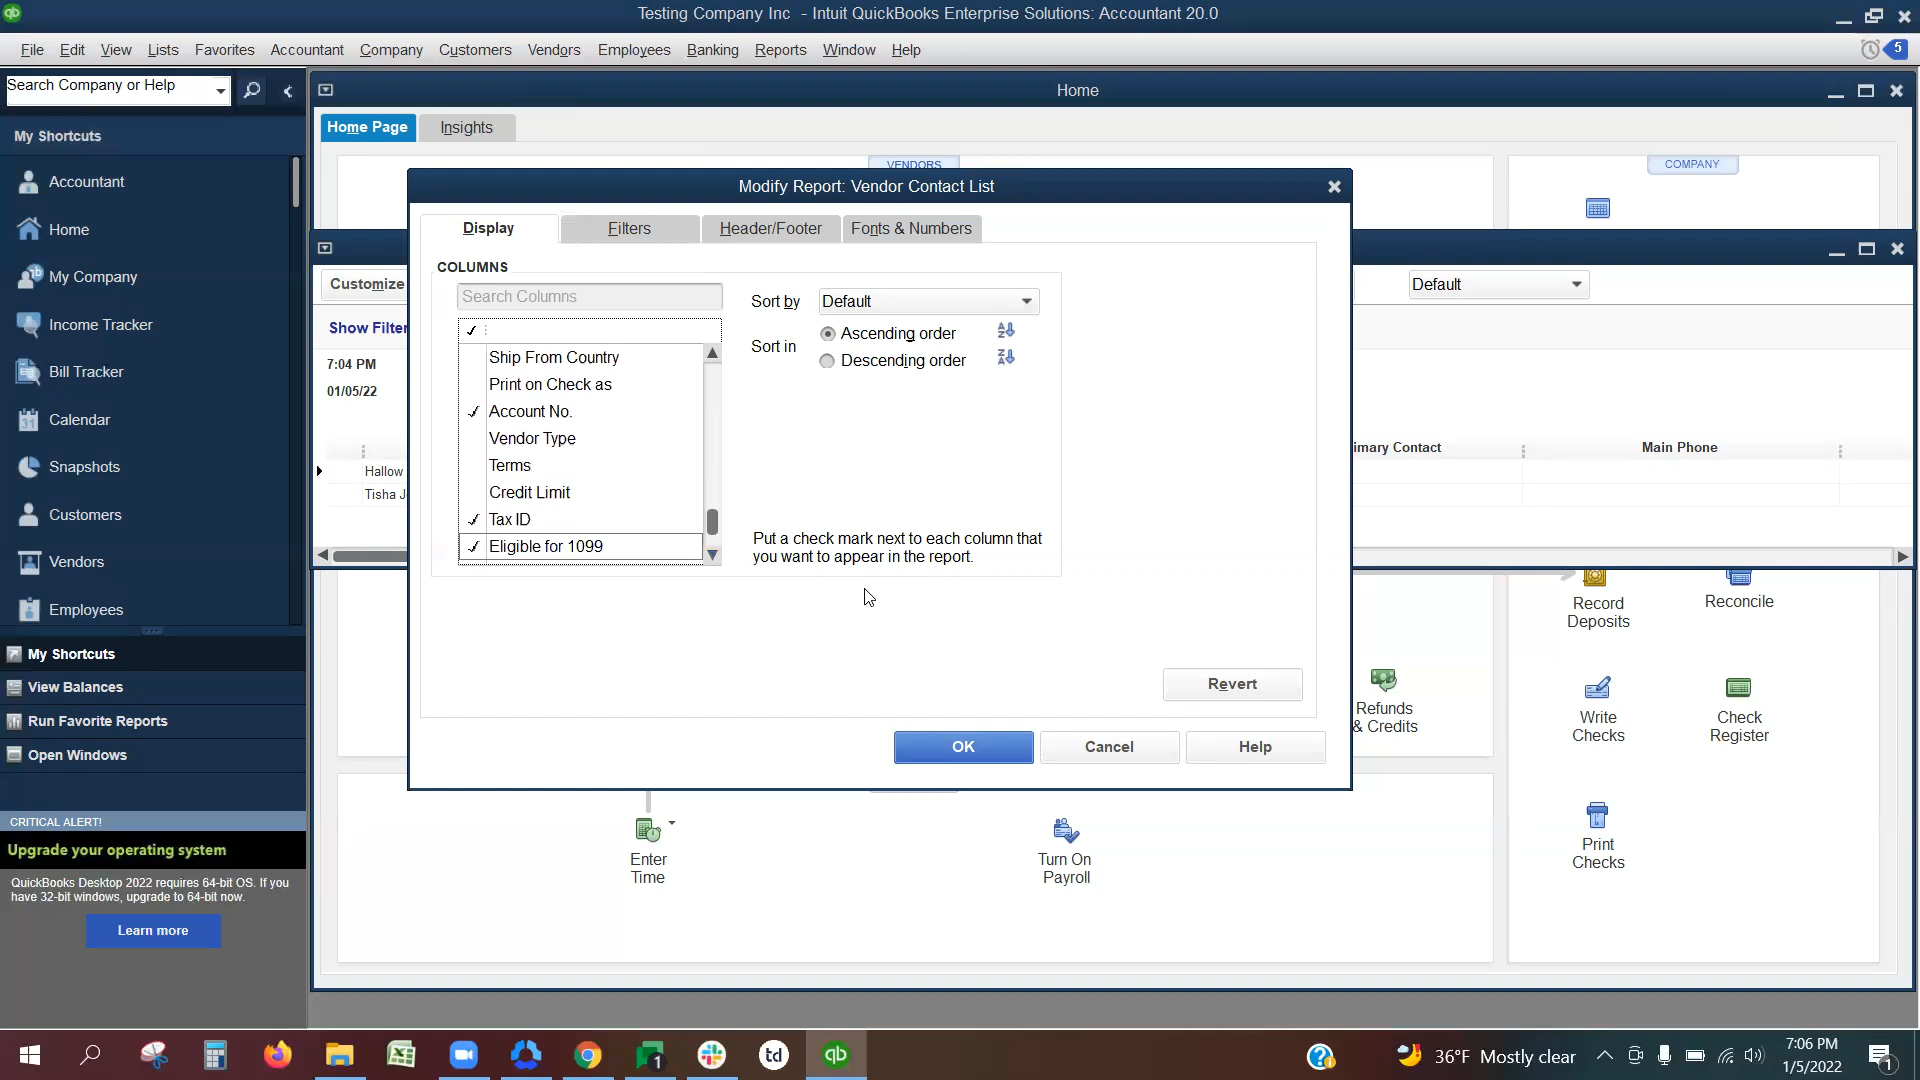 Testing Company Inc  - Intuit QuickBooks Enterprise Solutions: Accountant 20.0
File Edit View Lists Favorites Accountant Company Customers Vendors Employees Banking Reports Window Help
5
Search Company or Help
Home
My Shortcuts
Home Page
Insights
VENDORS
COMPANY
Accountant
Home
My Company
Income Tracker
Bill Tracker
Calendar
Snapshots
Customers
Vendors
Employees
My Shortcuts
View Balances
Run Favorite Reports
Open Windows
CRITICAL ALERT!
Upgrade your operating system
QuickBooks Desktop 2022 requires 64-bit OS. If you
have 32-bit windows, upgrade to 64-bit now.
Learn more
Customize
Default
Show Filter
7:04 PM
01/05/22
imary Contact
Main Phone
Hallow
Tisha J
Modify Report: Vendor Contact List
Display
Filters
Header/Footer
Fonts & Numbers
COLUMNS
Search Columns
Ship From Country
Print on Check as
Account No.
Vendor Type
Terms
Credit Limit
Tax ID
Eligible for 1099
Sort by
Default
Sort in
Ascending order
Descending order
Put a check mark next to each column that
you want to appear in the report.
Revert
OK
Cancel
Help
Record
Deposits
Reconcile
Refunds
& Credits
Write
Checks
Check
Register
Print
Checks
Enter
Time
Turn On
Payroll
td
qb
1
36°F Mostly clear
7:06 PM
1/5/2022
1